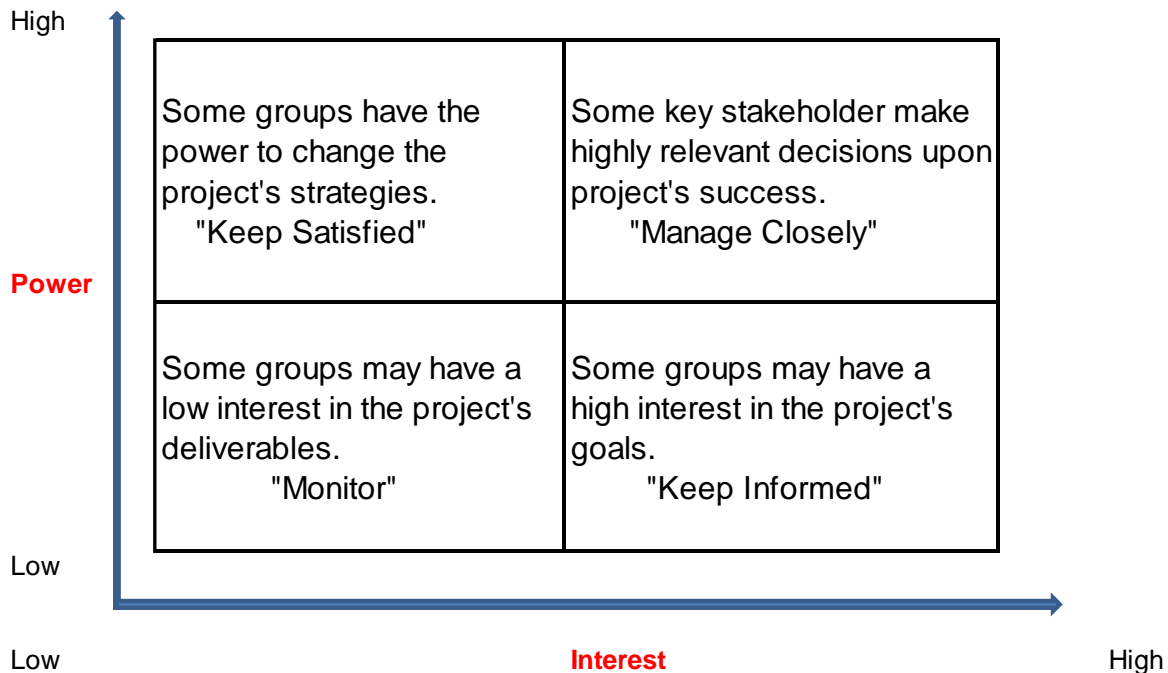 High
Some groups have the
power to change the
project's strategies.
"Keep Satisfied"
Some key stakeholder make
highly relevant decisions upon
project's success.
"Manage Closely"
Power
Some groups may have a
low interest in the project's
deliverables.
"Monitor"
Some groups may have a
high interest in the project's
goals.
"Keep Informed"
Low
Low
Interest
High